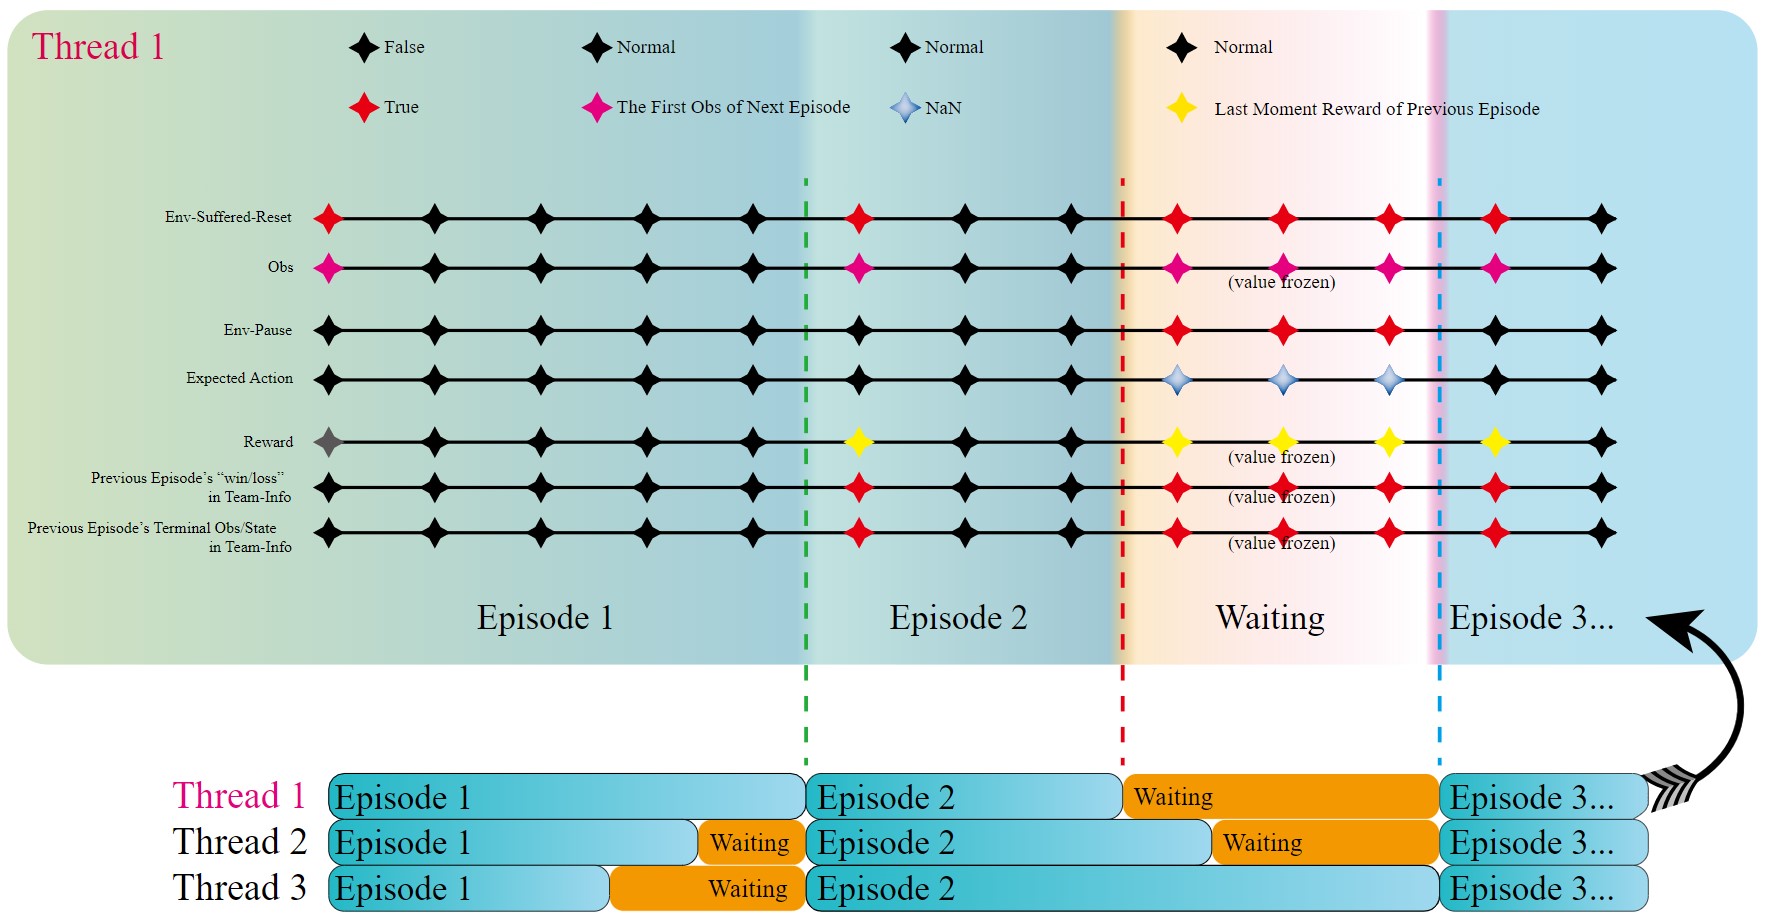 Thread 1
False
Normal
Normal
Normal
True
The First Obs of Next Episode
NaN
Last Moment Reward of Previous Episode
Env-Suffered-Reset
Obs
(value frozen)
Env-Pause
Expected Action
Reward
(value frozen)
Previous Episode’s “win/loss”
in Team-Info
(value frozen)
Previous Episode’s Terminal Obs/State
in Team-Info
(value frozen)
Episode 1
Episode 2
Waiting
Episode 3...
Thread 1
Episode 1
Episode 2
Waiting
Episode 3...
Thread 2
Episode 1
Waiting
Episode 2
Waiting
Episode 3...
Thread 3
Episode 1
Waiting
Episode 2
Episode 3...